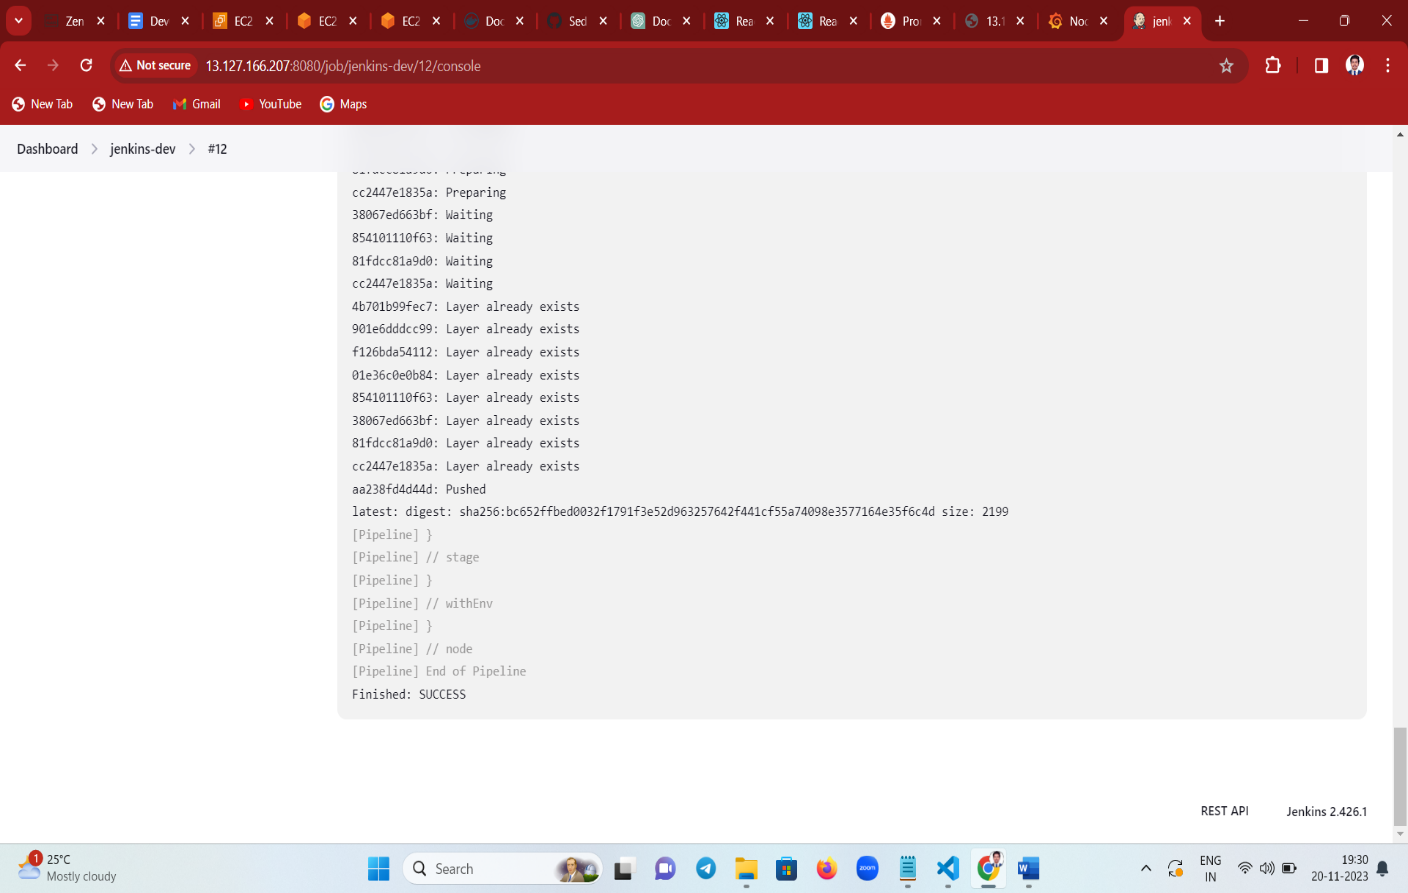 Zen
Dev
EC2
EC2
EC2
Doc
Sed
Doc
Rea
Rea
Pro
13.1
Noc
jenk
Not secure 13.127.166.207:8080/job/jenkins-dev/12/console
New Tab New Tab Gmail YouTube Maps
Dashboard jenkins-dev #12
81fdcc81a9d0: Preparing
cc2447e1835a: Preparing
38067ed663bf: Waiting
854101110f63: Waiting
81fdcc81a9d0: Waiting
cc2447e1835a: Waiting
4b701b99fec7: Layer already exists
901e6dddcc99: Layer already exists
f126bda54112: Layer already exists
01e36c0e0b84: Layer already exists
854101110f63: Layer already exists
38067ed663bf: Layer already exists
81fdcc81a9d0: Layer already exists
cc2447e1835a: Layer already exists
aa238fd4d44d: Pushed
latest: digest: sha256:bc652ffbed0032f1791f3e52d963257642f441cf55a74098e3577164e35f6c4d size: 2199
[Pipeline] }
[Pipeline] // stage
[Pipeline] }
[Pipeline] // withEnv
[Pipeline] }
[Pipeline] // node
[Pipeline] End of Pipeline
Finished: SUCCESS
REST API Jenkins 2.426.1
1
25°C
Mostly cloudy
Search
zoom
ENG
IN
19:30
20-11-2023